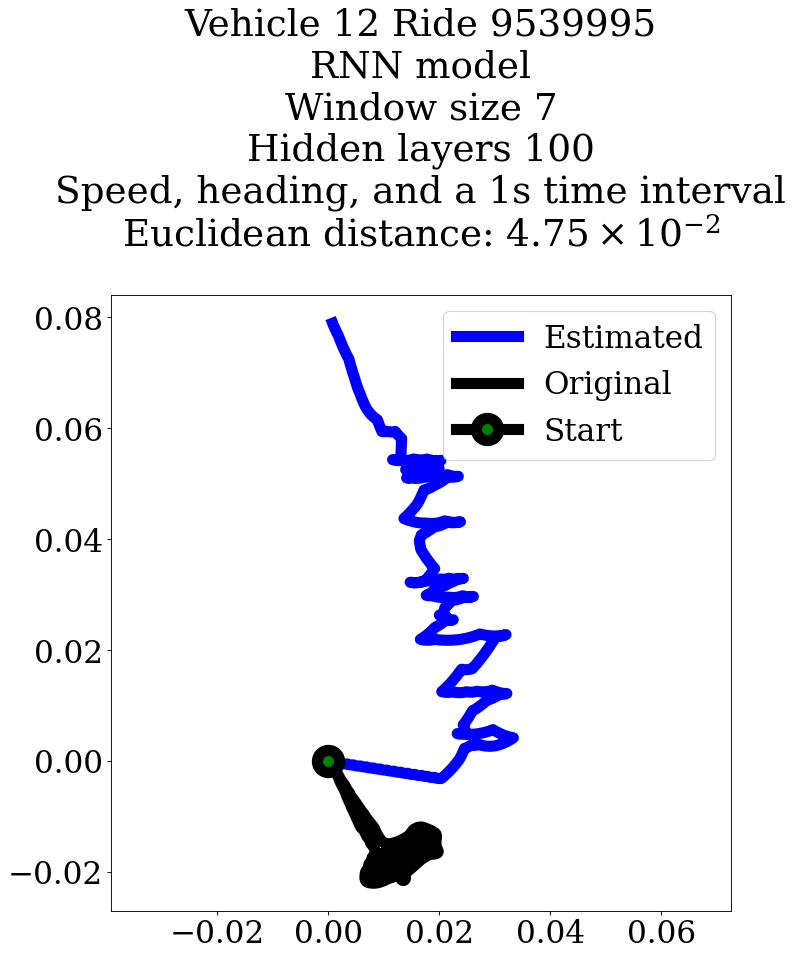 Vehicle 12 Ride 9539995
RNN model
Window size 7
Hidden layers 100
Speed, heading, and a 1s time interval
Euclidean distance: 4.75 × 10⁻²
Estimated
Original
Start
0.08
0.06
0.04
0.02
0.00
−0.02
−0.02 0.00 0.02 0.04 0.06